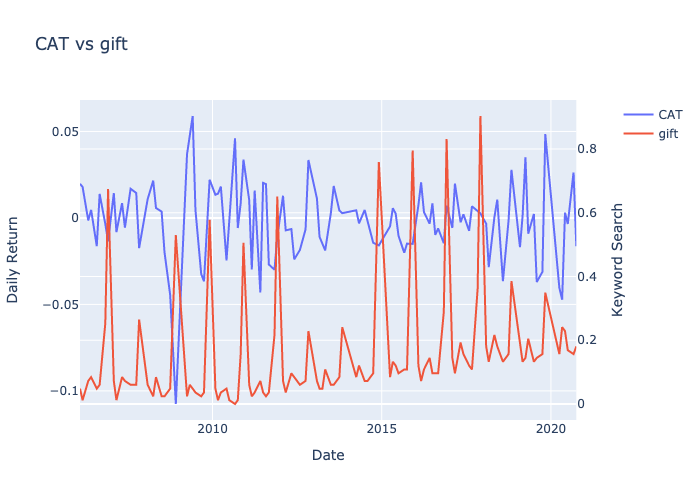 CAT vs gift
CAT
gift
0.05
0
−0.05
−0.1
0.8
0.6
0.4
0.2
0
2010
2015
2020
Daily Return
Keyword Search
Date